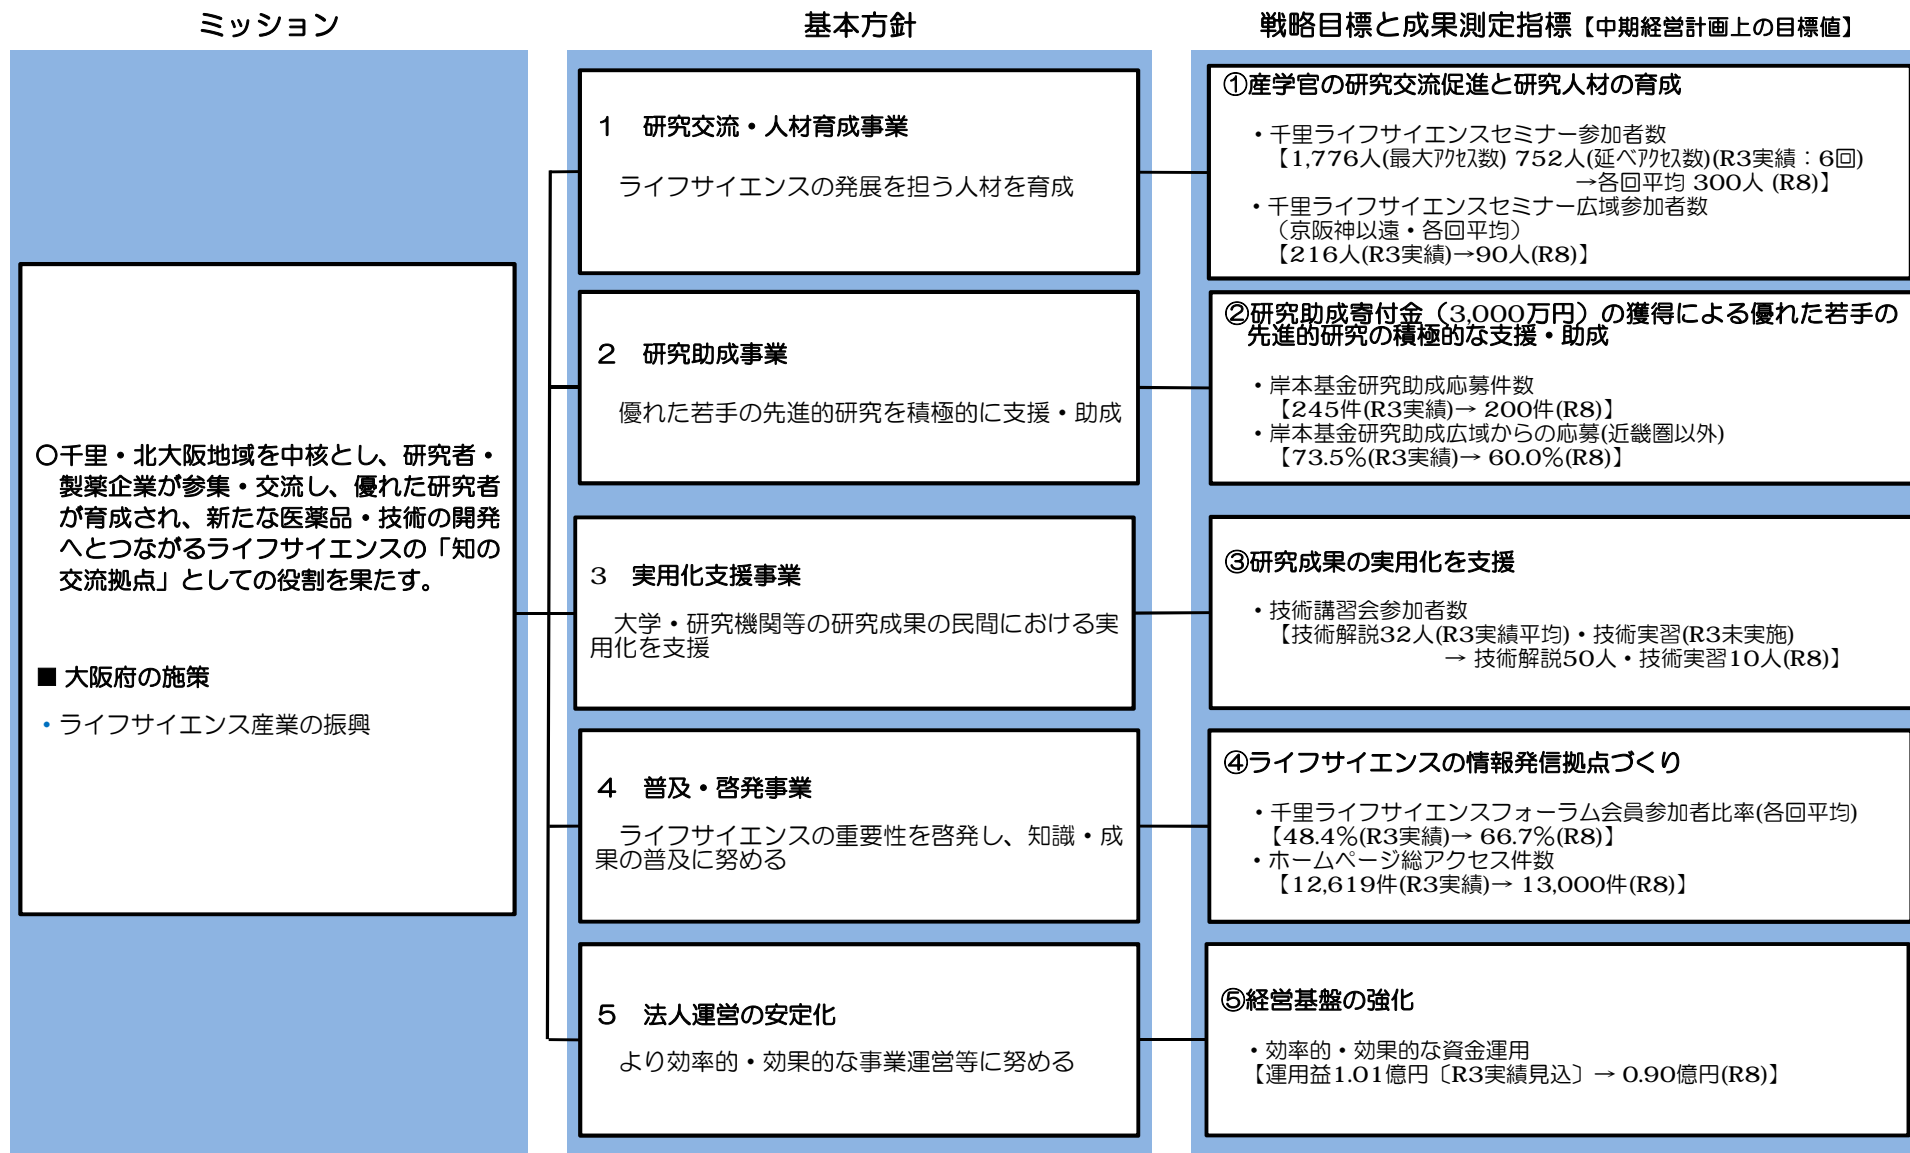 ミッション
基本方針
戦略目標と成果測定指標【中期経営計画上の目標値】
〇千里・北大阪地域を中核とし、研究者・
製薬企業が参集・交流し、優れた研究者
が育成され、新たな医薬品・技術の開発
へとつながるライフサイエンスの「知の
交流拠点」としての役割を果たす。
■ 大阪府の施策
・ライフサイエンス産業の振興
１　研究交流・人材育成事業
ライフサイエンスの発展を担う人材を育成
２　研究助成事業
優れた若手の先進的研究を積極的に支援・助成
３　実用化支援事業
大学・研究機関等の研究成果の民間における実
用化を支援
４　普及・啓発事業
ライフサイエンスの重要性を啓発し、知識・成
果の普及に努める
５　法人運営の安定化
より効率的・効果的な事業運営等に努める
①産学官の研究交流促進と研究人材の育成
・千里ライフサイエンスセミナー参加者数
【1,776人(最大ｱｸｾｽ数) 752人(延べｱｸｾｽ数)(R3実績：6回)
→各回平均 300人 (R8)】
・千里ライフサイエンスセミナー広域参加者数
（京阪神以遠・各回平均）
【216人(R3実績)→90人(R8)】
②研究助成寄付金（3,000万円）の獲得による優れた若手の
先進的研究の積極的な支援・助成
・岸本基金研究助成応募件数
【245件(R3実績)→ 200件(R8)】
・岸本基金研究助成広域からの応募(近畿圏以外)
【73.5％(R3実績)→ 60.0％(R8)】
③研究成果の実用化を支援
・技術講習会参加者数
【技術解説32人(R3実績平均)・技術実習(R3未実施)
→ 技術解説50人・技術実習10人(R8)】
④ライフサイエンスの情報発信拠点づくり
・千里ライフサイエンスフォーラム会員参加者比率(各回平均)
【48.4％(R3実績)→ 66.7％(R8)】
・ホームページ総アクセス件数
【12,619件(R3実績)→ 13,000件(R8)】
⑤経営基盤の強化
・効率的・効果的な資金運用
【運用益1.01億円〔R3実績見込〕→ 0.90億円(R8)】